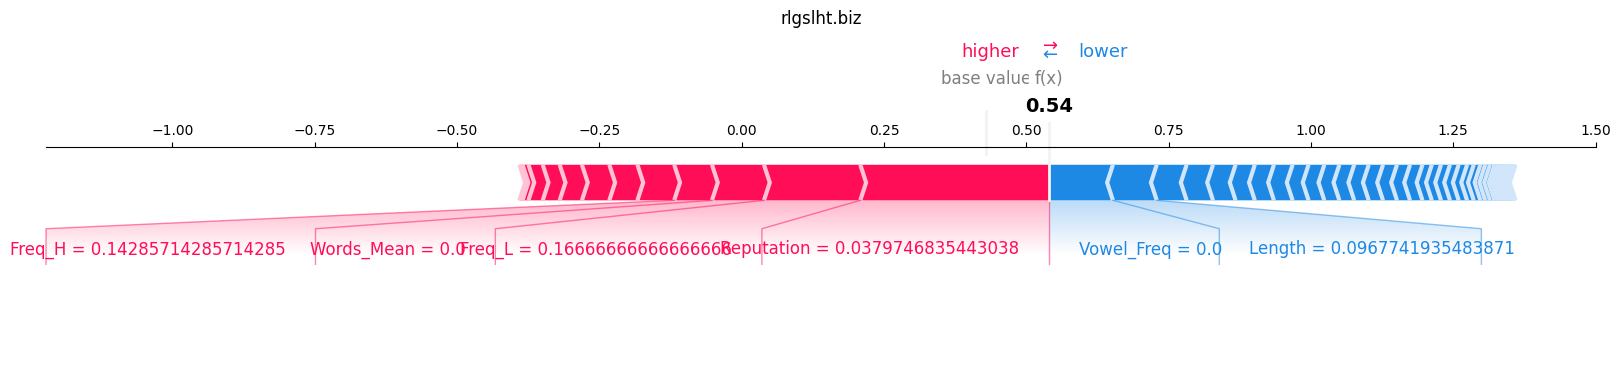 rlgslht.biz
higher ⇄ lower
base value f(x)
0.54
−1.00 −0.75 −0.50 −0.25 0.00 0.25 0.50 0.75 1.00 1.25 1.50
Freq_H = 0.14285714285714285 Words_Mean = 0.0 Freq_L = 0.16666666666666666 Reputation = 0.0379746835443038 Vowel_Freq = 0.0 Length = 0.0967741935483871